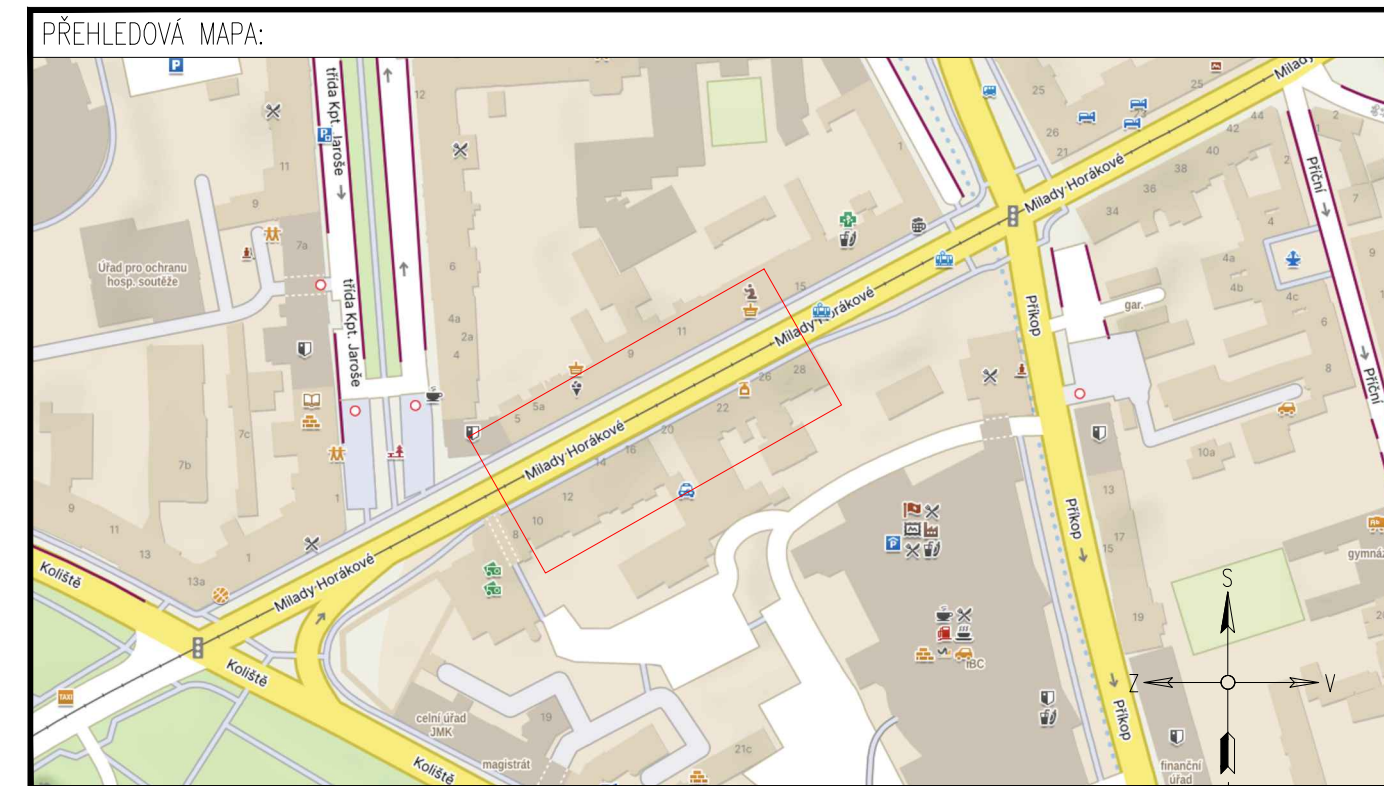 PŘEHLEDOVÁ MAPA:
třída Kpt. Jaroše
12
11
9
7a
Úřad pro ochranu
hosp. soutěže
třída Kpt. Jaroše
6
4a
2a
4
7c
7b
9
11
13
13a
1
1
5
5a
9
11
15
1
Milady Horákové
Milady Horákové
Milady Horákové
Milady Horákové
Milady
25
26
21
23
25
44
42
40
38
36
34
2
2
1
4
7
9
4a
4b
4c
6
8
Příční
Příční
gar.
Příkop
Příkop
Příkop
8
10
12
14
16
20
22
26
28
10a
13
17
15
19
gymnáz
20
Koliště
Koliště
Koliště
TAXI
celní úřad
JMK
magistrát
19
21c
IBC
finanční
úřad
P
P
P
S
Z
V